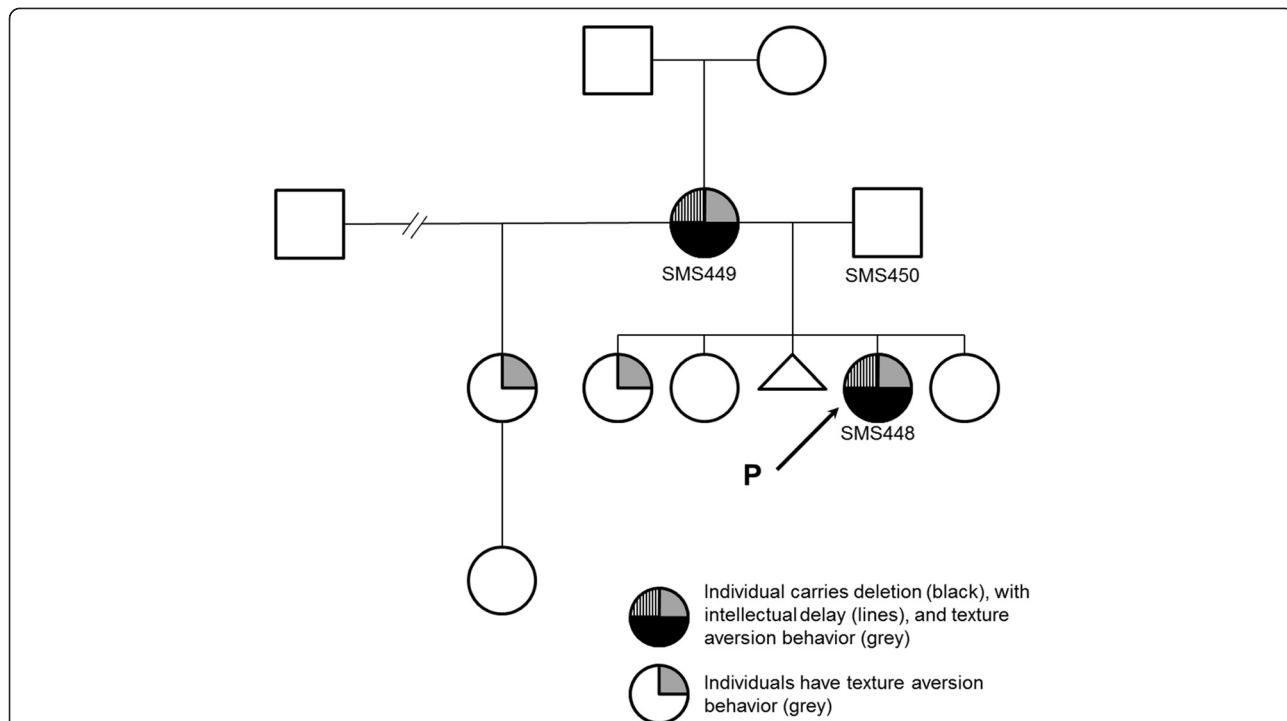 SMS449
SMS450
SMS448
P
Individual carries deletion (black), with
intellectual delay (lines), and texture
aversion behavior (grey)
Individuals have texture aversion
behavior (grey)